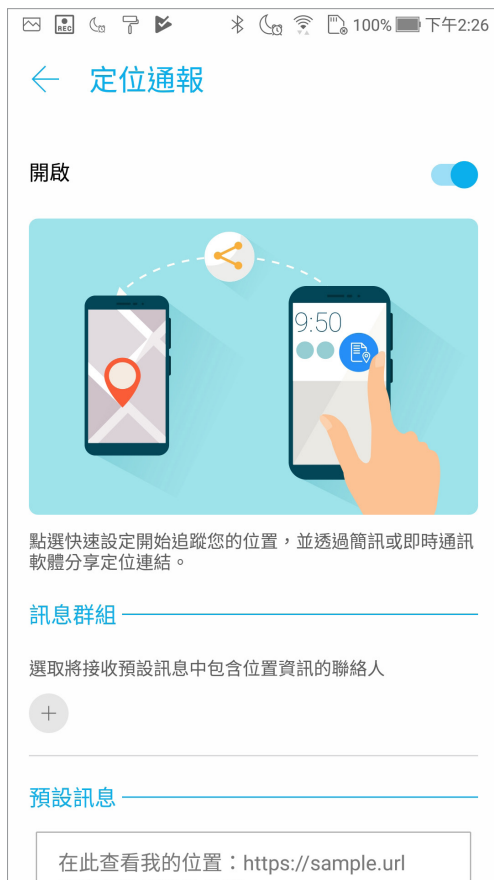 REC 100% 下午2:26
定位通報
開啟
9:50
點選快速設定開始追蹤您的位置，並透過簡訊或即時通訊
軟體分享定位連結。
訊息群組
選取將接收預設訊息中包含位置資訊的聯絡人
預設訊息
在此查看我的位置：https://sample.url